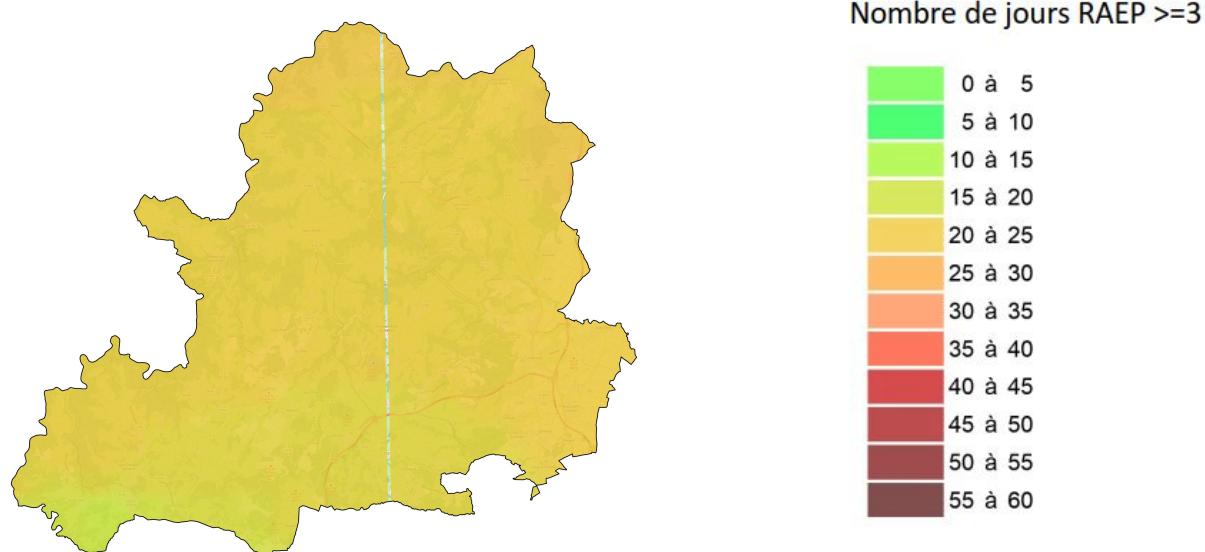 Nombre de jours RAEP >=3
0 à 5
5 à 10
10 à 15
15 à 20
20 à 25
25 à 30
30 à 35
35 à 40
40 à 45
45 à 50
50 à 55
55 à 60